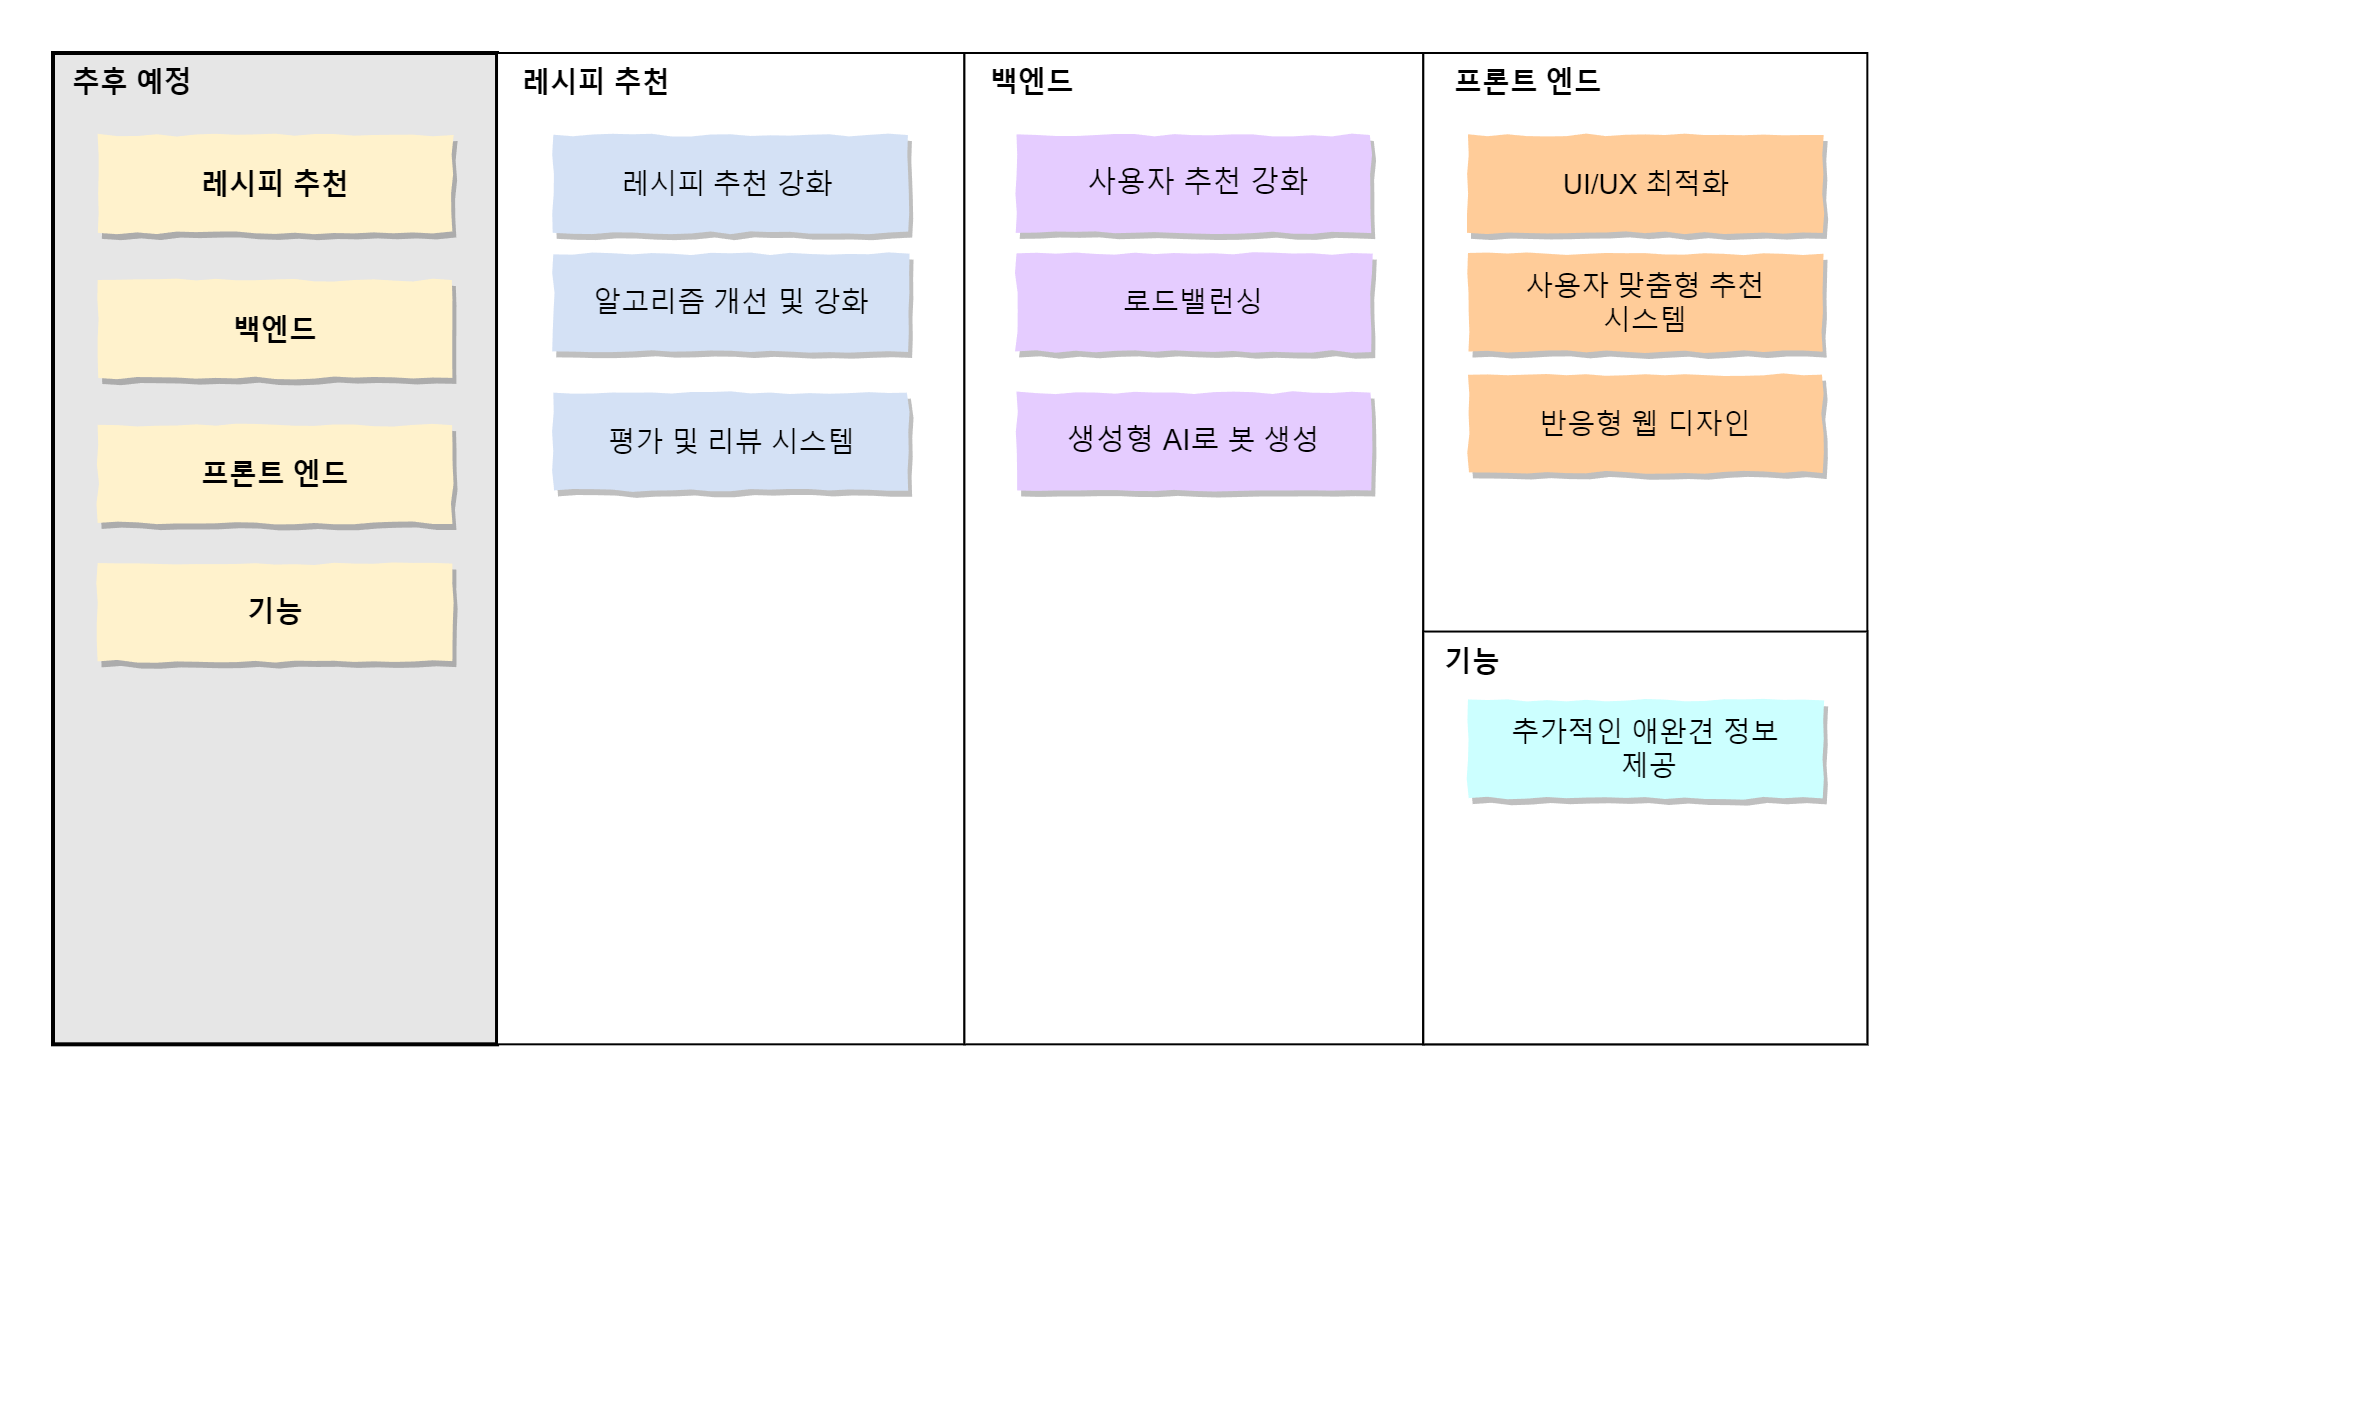 추후 예정
레시피 추천
백엔드
프론트 엔드
기능
레시피 추천
레시피 추천 강화
알고리즘 개선 및 강화
평가 및 리뷰 시스템
백엔드
사용자 추천 강화
로드밸런싱
생성형 AI로 봇 생성
프론트 엔드
UI/UX 최적화
사용자 맞춤형 추천
시스템
반응형 웹 디자인
기능
추가적인 애완견 정보
제공